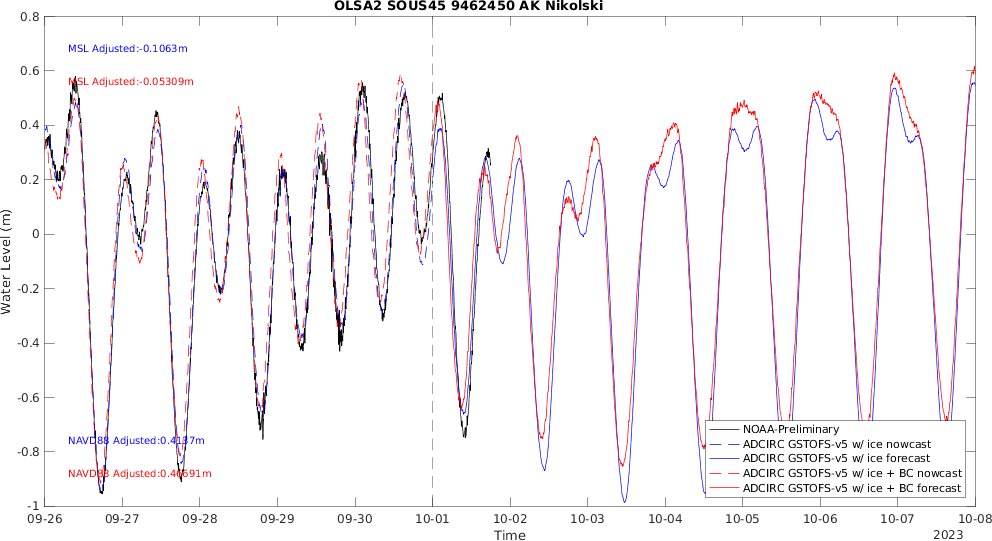 OLSA2 SOUS45 9462450 AK Nikolski
0.8
0.6
0.4
0.2
0
-0.2
-0.4
-0.6
-0.8
-1
Water Level (m)
MSL Adjusted:-0.1063m
MSL Adjusted:-0.05309m
NAVD88 Adjusted:0.4137m
NAVD88 Adjusted:0.46691m
NOAA-Preliminary
ADCIRC GSTOFS-v5 w/ ice nowcast
ADCIRC GSTOFS-v5 w/ ice forecast
ADCIRC GSTOFS-v5 w/ ice + BC nowcast
ADCIRC GSTOFS-v5 w/ ice + BC forecast
09-26 09-27 09-28 09-29 09-30 10-01 10-02 10-03 10-04 10-05 10-06 10-07 10-08
Time
2023